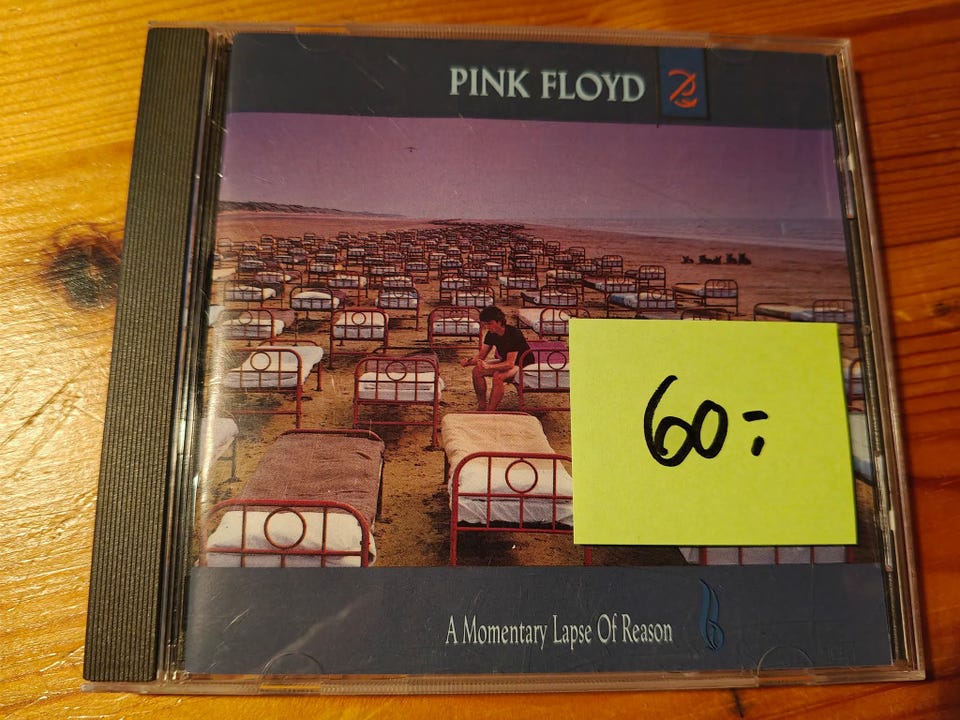 PINK FLOYD
60:-
A Momentary Lapse Of Reason